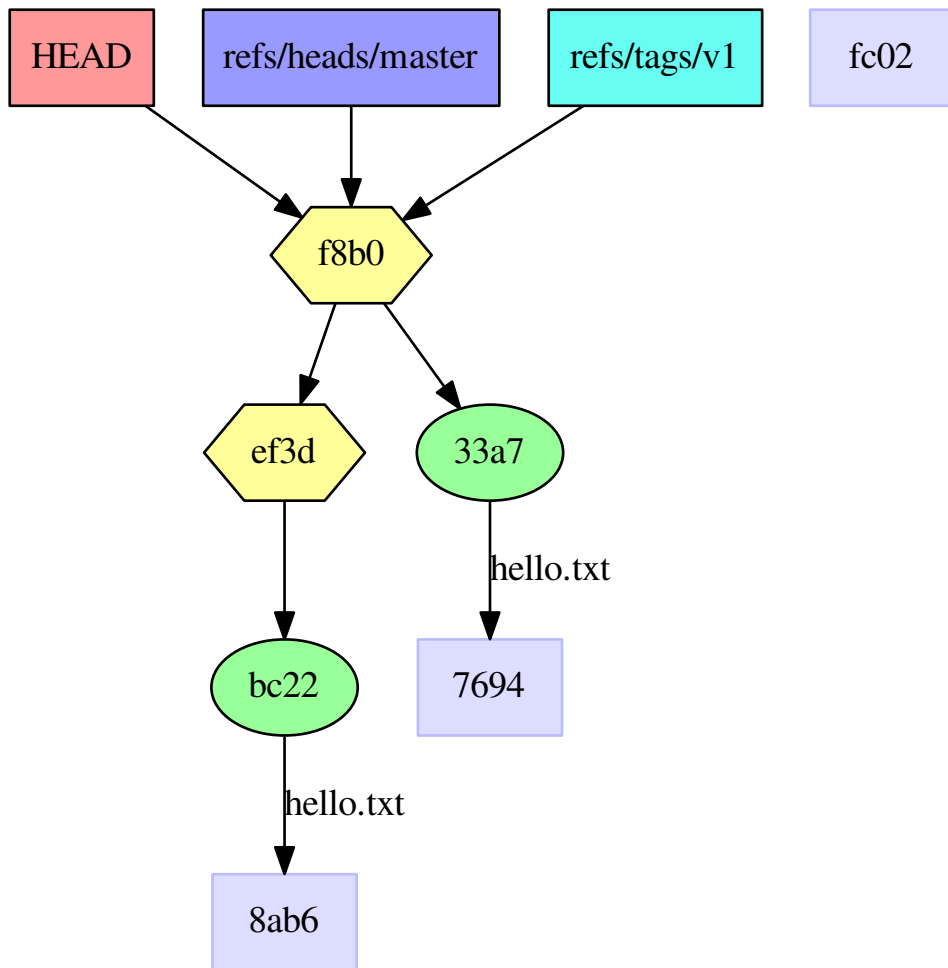 HEAD
refs/heads/master
refs/tags/v1
fc02
f8b0
ef3d
33a7
hello.txt
bc22
7694
hello.txt
8ab6